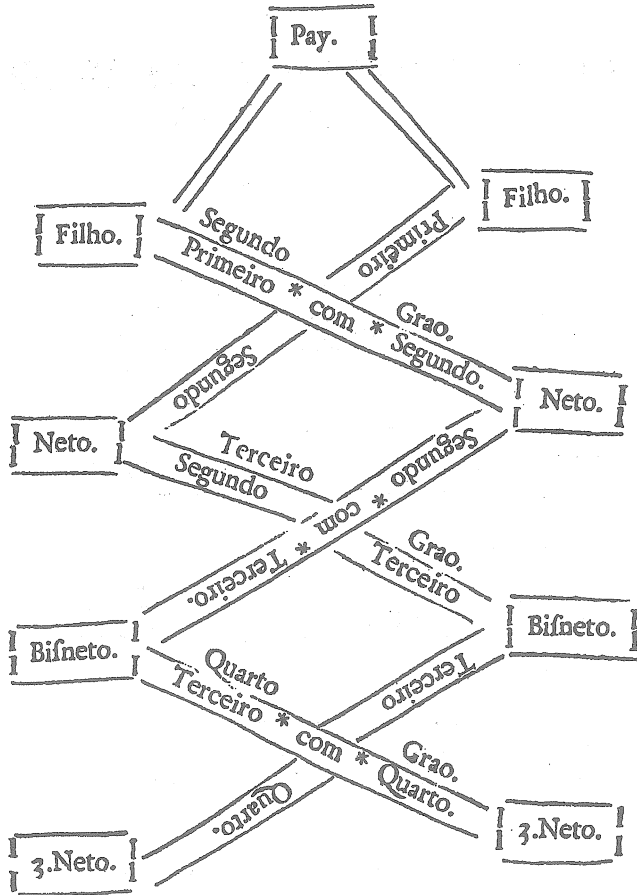 Pay.
Filho.
Filho.
Segundo Grao.
Primeiro * com * Segundo.
Primeiro
Segundo
Neto.
Neto.
Terceiro Grao.
Segundo Terceiro
Segundo * com * Terceiro.
Biſneto.
Biſneto.
Quarto Grao.
Terceiro * com * Quarto.
Terceiro
Quarto.
3.Neto.
3.Neto.